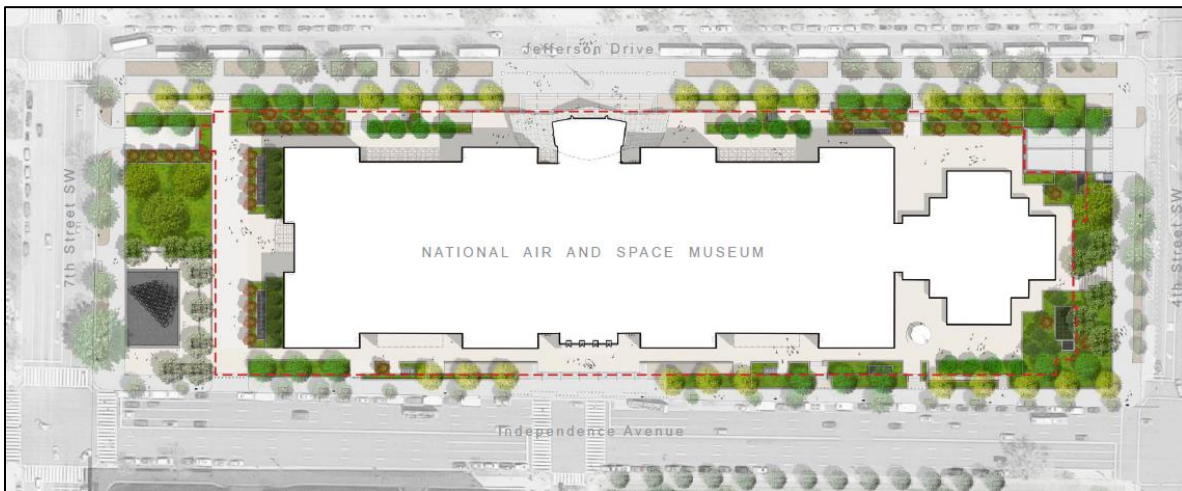 Jefferson Drive
7th Street SW
NATIONAL AIR AND SPACE MUSEUM
4th Street SW
Independence Avenue